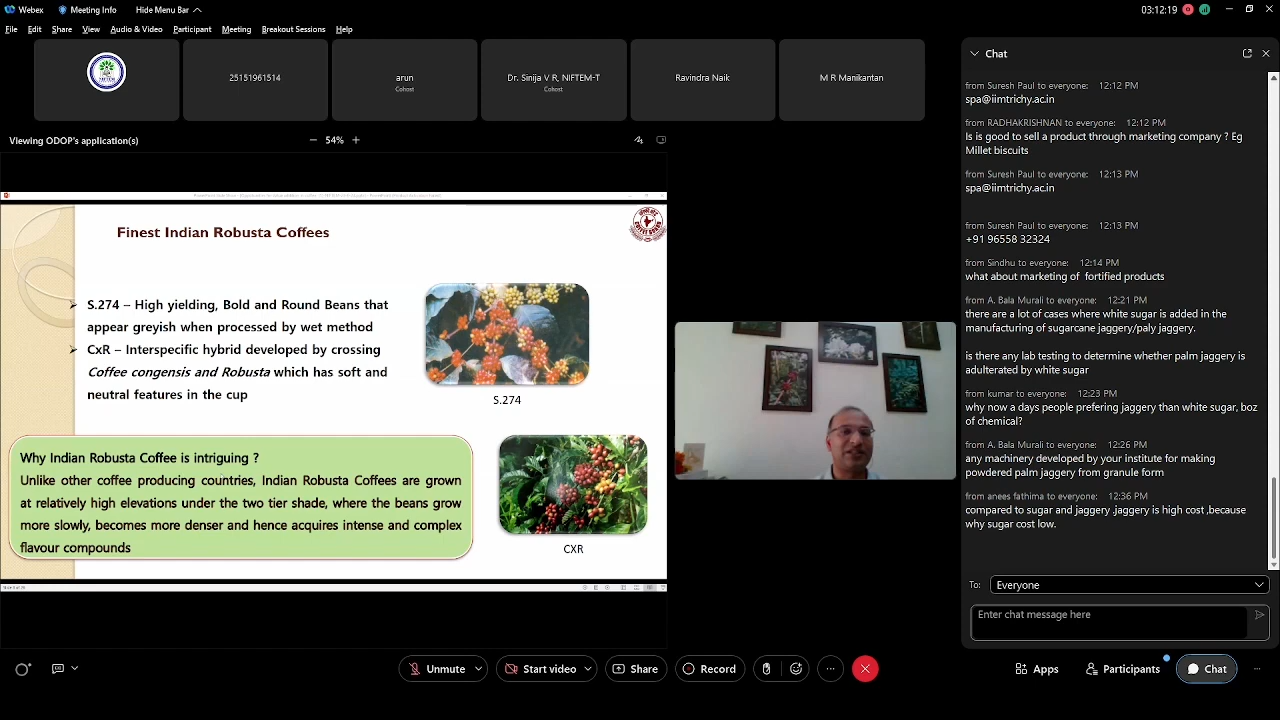 Webex
Meeting Info
Hide Menu Bar
03:12:19
File Edit Share View Audio & Video Participant Meeting Breakout Sessions Help
25151961514
arun
Cohost
Dr. Sinija V R, NIFTEM-T
Cohost
Ravindra Naik
M R Manikantan
Viewing ODOP's application(s)
54%
Finest Indian Robusta Coffees
S.274 – High yielding, Bold and Round Beans that
appear greyish when processed by wet method
CxR – Interspecific hybrid developed by crossing
Coffee congensis and Robusta which has soft and
neutral features in the cup
S.274
Why Indian Robusta Coffee is intriguing ?
Unlike other coffee producing countries, Indian Robusta Coffees are grown
at relatively high elevations under the two tier shade, where the beans grow
more slowly, becomes more denser and hence acquires intense and complex
flavour compounds
CXR
Chat
from Suresh Paul to everyone: 12:12 PM
spa@iimtrichy.ac.in
from RADHAKRISHNAN to everyone: 12:12 PM
Is is good to sell a product through marketing company ? Eg
Millet biscuits
from Suresh Paul to everyone: 12:13 PM
spa@iimtrichy.ac.in
from Suresh Paul to everyone: 12:13 PM
+91 96558 32324
from Sindhu to everyone: 12:14 PM
what about marketing of fortified products
from A. Bala Murali to everyone: 12:21 PM
there are a lot of cases where white sugar is added in the
manufacturing of sugarcane jaggery/paly jaggery.
is there any lab testing to determine whether palm jaggery is
adulterated by white sugar
from kumar to everyone: 12:23 PM
why now a days people prefering jaggery than white sugar, boz
of chemical?
from A. Bala Murali to everyone: 12:26 PM
any machinery developed by your institute for making
powdered palm jaggery from granule form
from anees fathima to everyone: 12:36 PM
compared to sugar and jaggery .jaggery is high cost ,because
why sugar cost low.
To: Everyone
Enter chat message here
Unmute
Start video
Share
Record
Apps
Participants
Chat